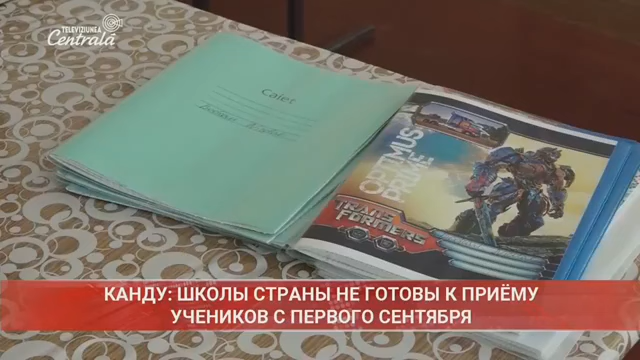 TELEVIZIUNEA
Centrală
Caiet
OPTIMUS
PRIME
TRANSFORMERS
КАНДУ: ШКОЛЫ СТРАНЫ НЕ ГОТОВЫ К ПРИЁМУ
УЧЕНИКОВ С ПЕРВОГО СЕНТЯБРЯ